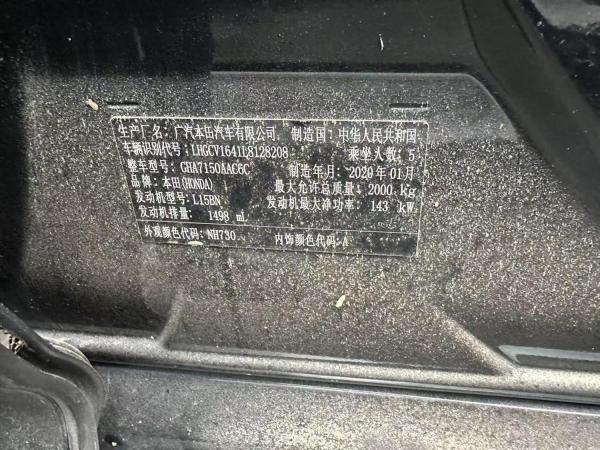 生产厂名：广汽本田汽车有限公司 制造国：中华人民共和国
车辆识别代号：LHGCV1641L8128208 乘坐人数：5
整车型号：GHA7150AAC6C 制造年月：2020年01月
品牌：本田(HONDA) 最大允许总质量：2000 Kg
发动机型号：L15BN 发动机最大净功率：143 kW
发动机排量：1498 ml
外观颜色代码：NH730 内饰颜色代码：A